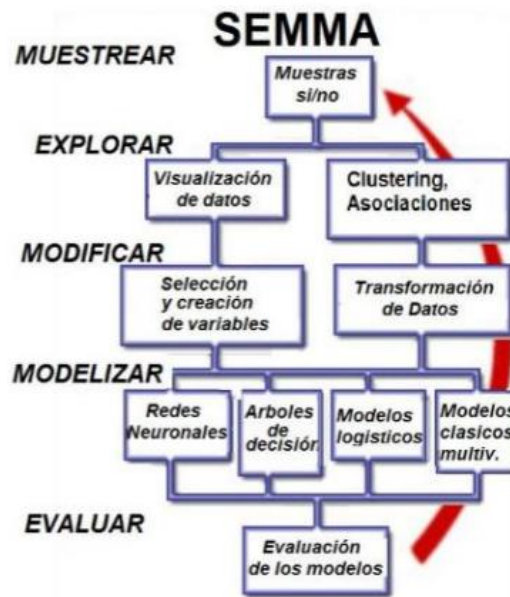 SEMMA
MUESTREAR
Muestras
si/no
EXPLORAR
Visualización
de datos
Clustering,
Asociaciones
MODIFICAR
Selección
y creación
de variables
Transformación
de Datos
MODELIZAR
Redes
Neuronales
Arboles
de
decisión
Modelos
logisticos
Modelos
clasicos
multiv.
EVALUAR
Evaluación
de los modelos